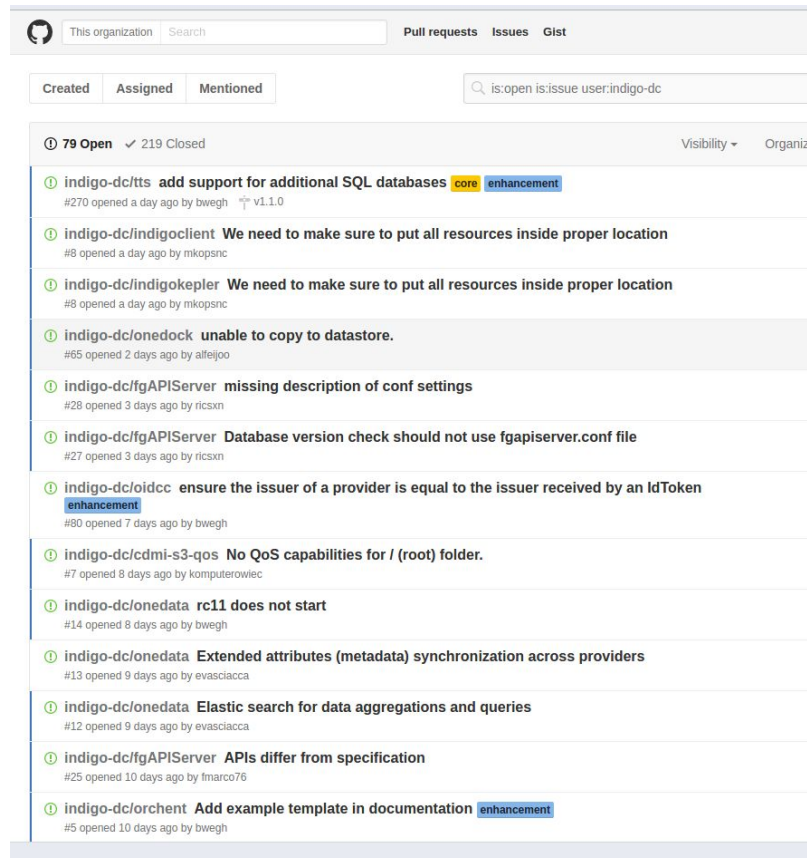 This organization Search Pull requests Issues Gist
Created Assigned Mentioned is:open is:issue user:indigo-dc
79 Open 219 Closed Visibility Organiz
indigo-dc/tts add support for additional SQL databases core enhancement
#270 opened a day ago by bwegh v1.1.0
indigo-dc/indigoclient We need to make sure to put all resources inside proper location
#8 opened a day ago by mkopsnc
indigo-dc/indigokepler We need to make sure to put all resources inside proper location
#8 opened a day ago by mkopsnc
indigo-dc/onedock unable to copy to datastore.
#65 opened 2 days ago by alfeijoo
indigo-dc/fgAPIServer missing description of conf settings
#28 opened 3 days ago by ricsxn
indigo-dc/fgAPIServer Database version check should not use fgapiserver.conf file
#27 opened 3 days ago by ricsxn
indigo-dc/oidcc ensure the issuer of a provider is equal to the issuer received by an IdToken
enhancement
#80 opened 7 days ago by bwegh
indigo-dc/cdmi-s3-qos No QoS capabilities for / (root) folder.
#7 opened 8 days ago by komputerowiec
indigo-dc/onedata rc11 does not start
#14 opened 8 days ago by bwegh
indigo-dc/onedata Extended attributes (metadata) synchronization across providers
#13 opened 9 days ago by evasciacca
indigo-dc/onedata Elastic search for data aggregations and queries
#12 opened 9 days ago by evasciacca
indigo-dc/fgAPIServer APIs differ from specification
#25 opened 10 days ago by fmarco76
indigo-dc/orchent Add example template in documentation enhancement
#5 opened 10 days ago by bwegh